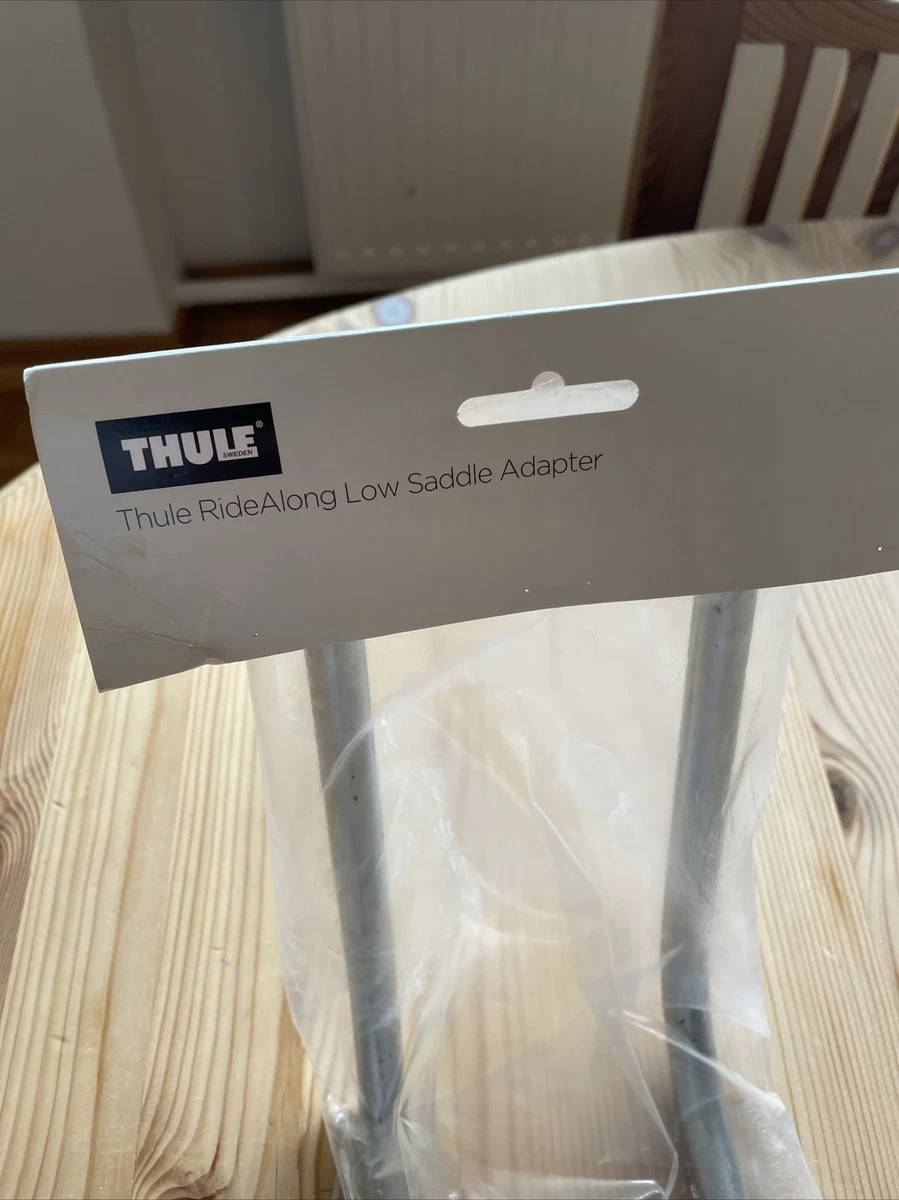 THULE®
SWEDEN
Thule RideAlong Low Saddle Adapter